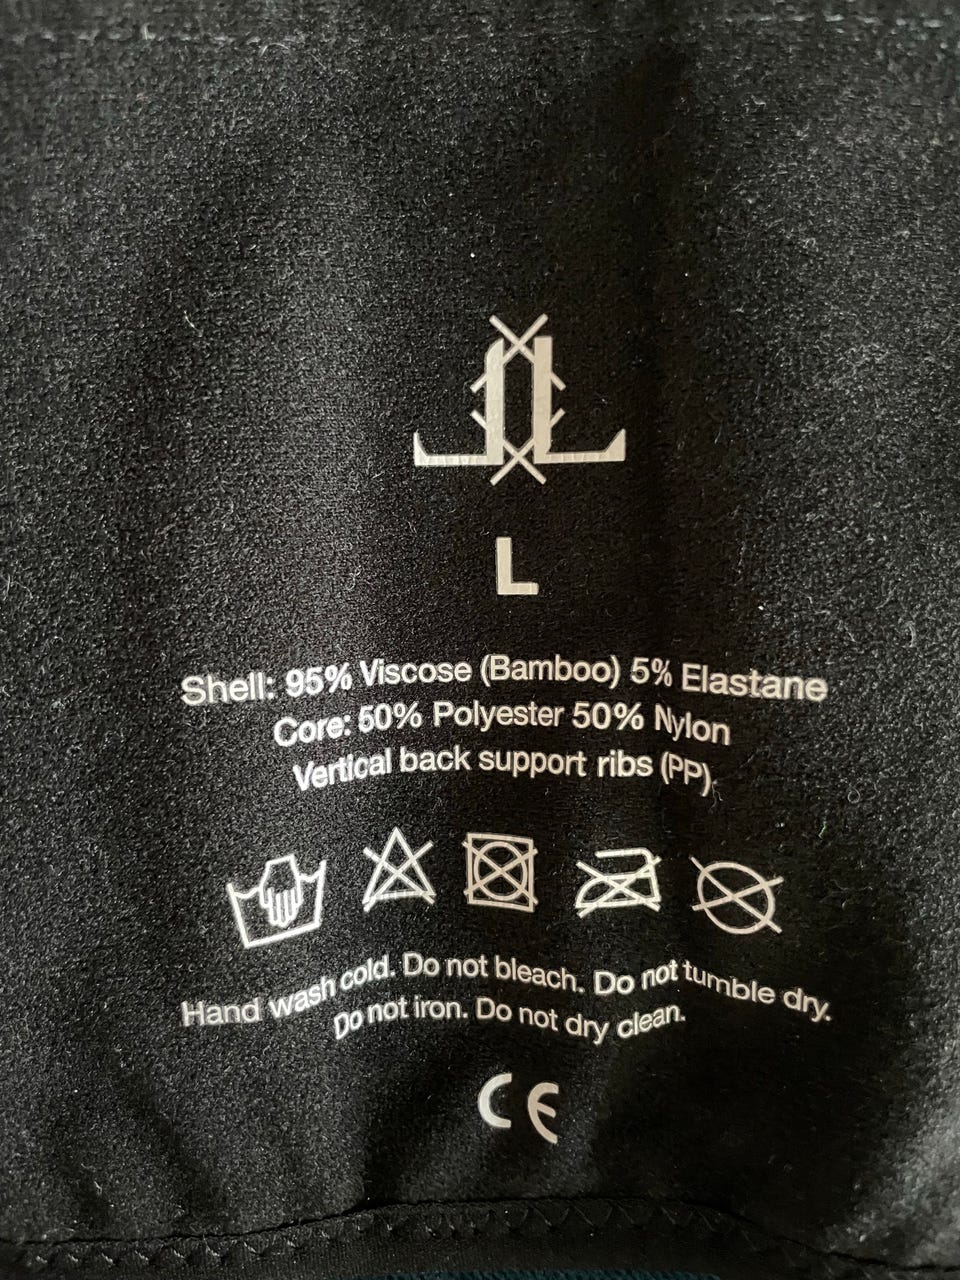 L
Shell: 95% Viscose (Bamboo) 5% Elastane
Core: 50% Polyester 50% Nylon
Vertical back support ribs (PP)
Hand wash cold. Do not bleach. Do not tumble dry.
Do not iron. Do not dry clean.
CE